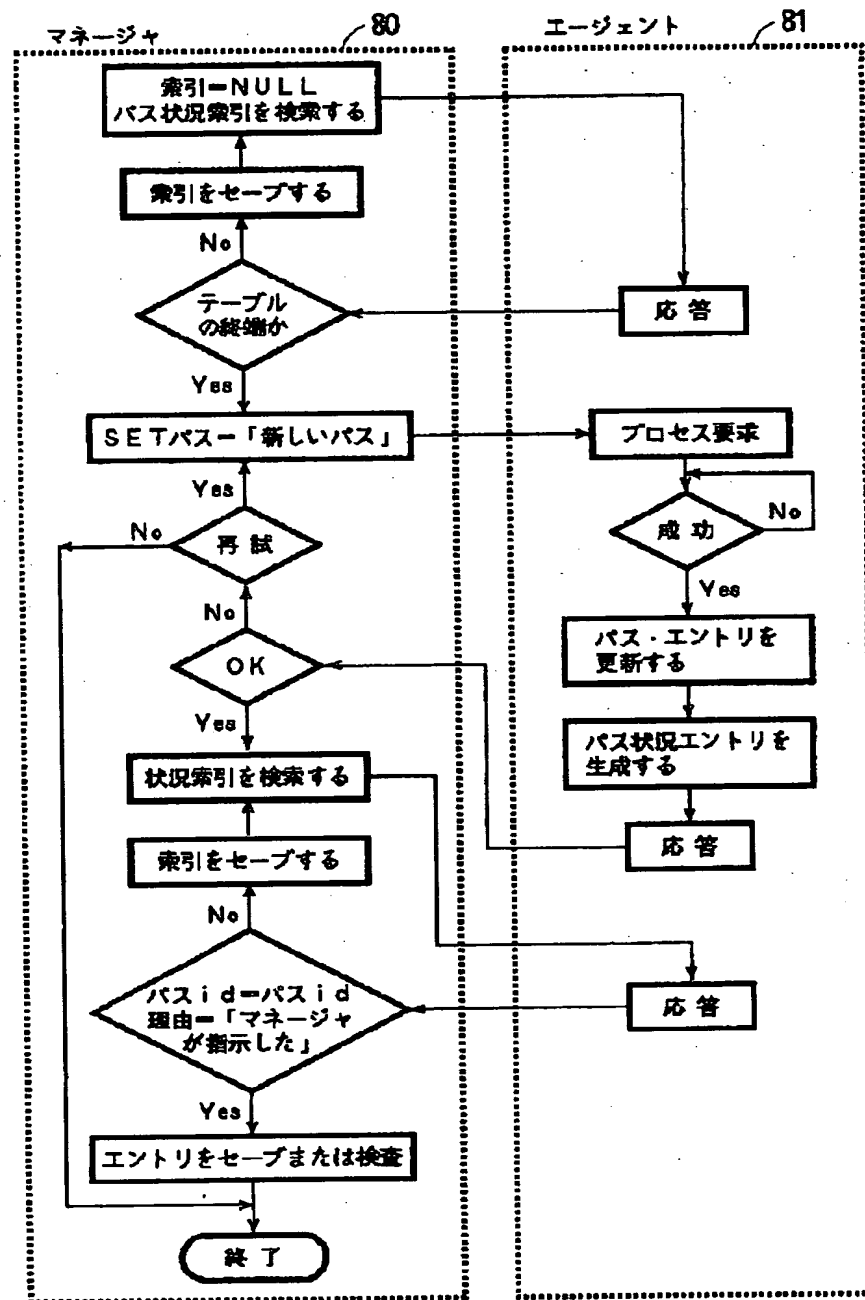 マネージャ
80
エージェント
81
索引=NULL
パス状況索引を検索する
索引をセーブする
No
テーブル
の終端か
応答
Yes
SETパス=「新しいパス」
プロセス要求
Yes
No
再試
成功
No
No
Yes
OK
パス・エントリを
更新する
Yes
状況索引を検索する
パス状況エントリを
生成する
索引をセーブする
応答
No
パスid=パスid
理由=「マネージャ
が指示した」
応答
Yes
エントリをセーブまたは検査
終了